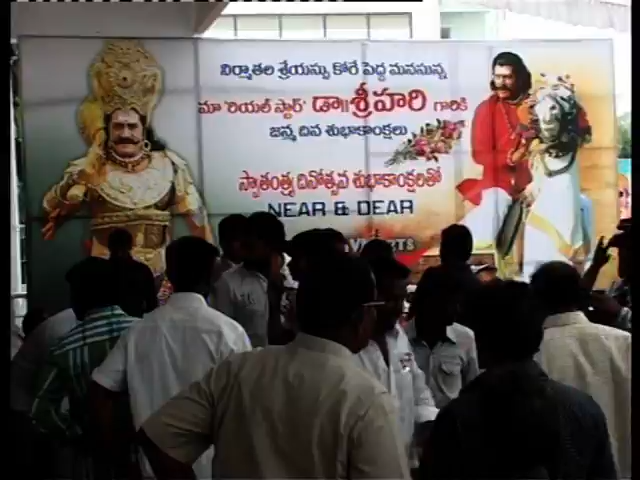 నిర్మాతల శ్రేయస్సు కోరే పెద్ద మనసున్న
మా 'రియల్ స్టార్' డా॥శ్రీహరి గారికి
జన్మ దిన శుభాకాంక్షలు
స్వాతంత్ర్య దినోత్సవ శుభాకాంక్షలతో
NEAR & DEAR